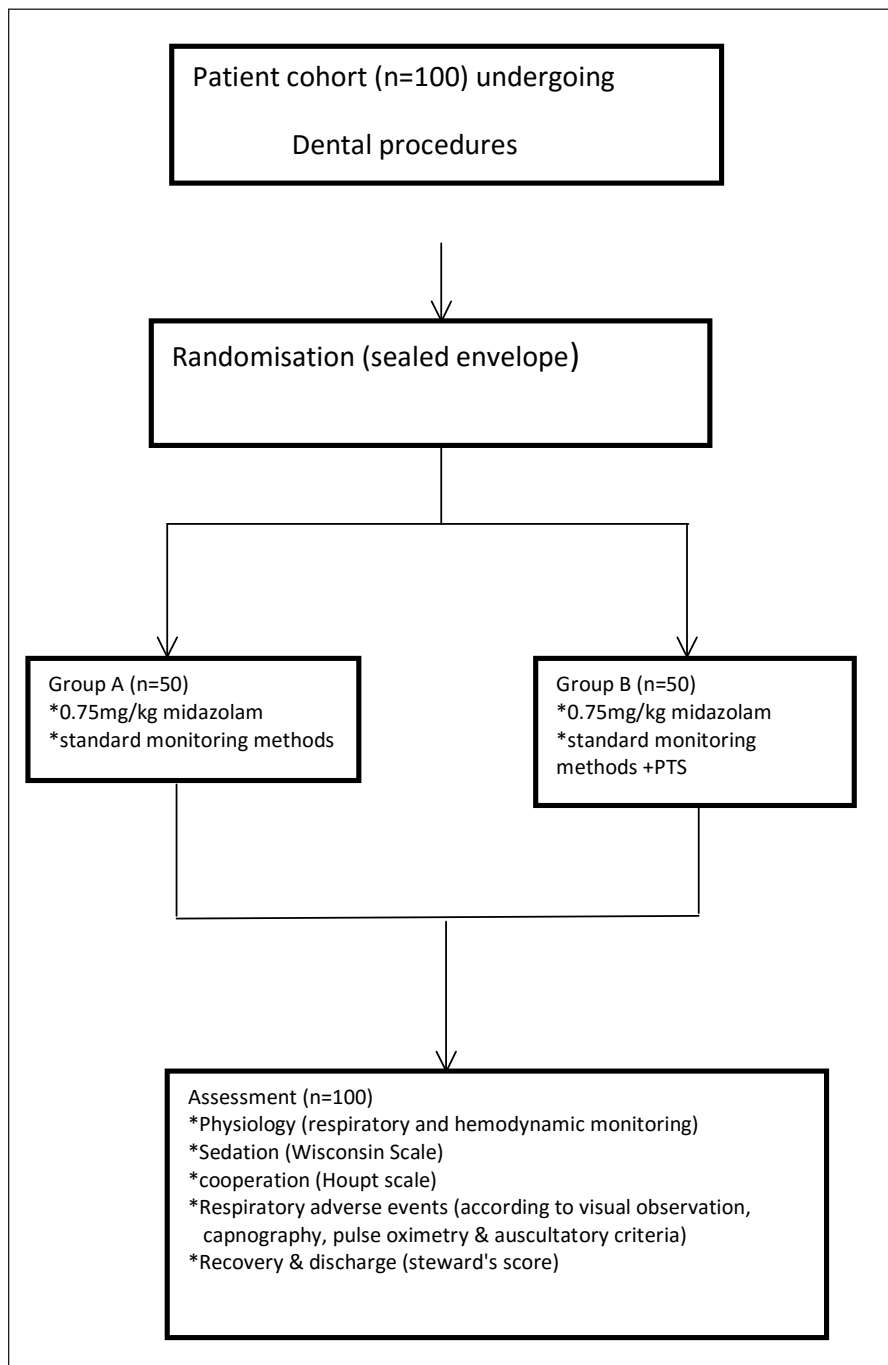 Patient cohort (n=100) undergoing
Dental procedures
Randomisation (sealed envelope)
Group A (n=50)
*0.75mg/kg midazolam
*standard monitoring methods
Group B (n=50)
*0.75mg/kg midazolam
*standard monitoring
methods +PTS
Assessment (n=100)
*Physiology (respiratory and hemodynamic monitoring)
*Sedation (Wisconsin Scale)
*cooperation (Houpt scale)
*Respiratory adverse events (according to visual observation,
capnography, pulse oximetry & auscultatory criteria)
*Recovery & discharge (steward's score)